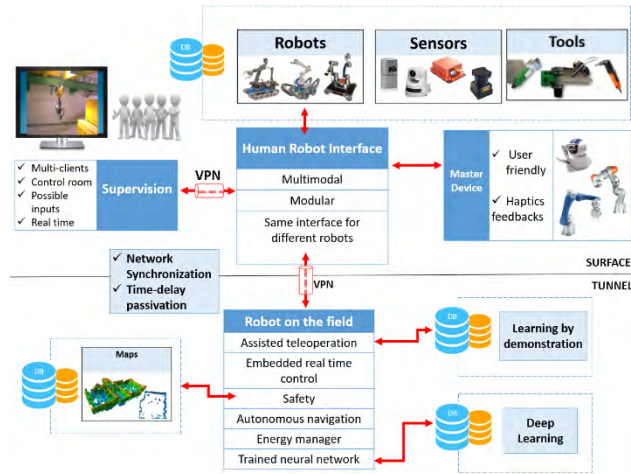 DB
Robots
Sensors
Tools
Human Robot Interface
Multimodal
Modular
Same interface for
different robots
✓ Multi-clients
✓ Control room
✓ Possible
inputs
✓ Real time
Supervision
VPN
Master
Device
✓ User
friendly
✓ Haptics
feedbacks
✓ Network
Synchronization
✓ Time-delay
passivation
VPN
SURFACE
TUNNEL
Robot on the field
Assisted teleoperation
Embedded real time
control
Safety
Autonomous navigation
Energy manager
Trained neural network
DB
Maps
DB
Learning by
demonstration
DB
Deep
Learning